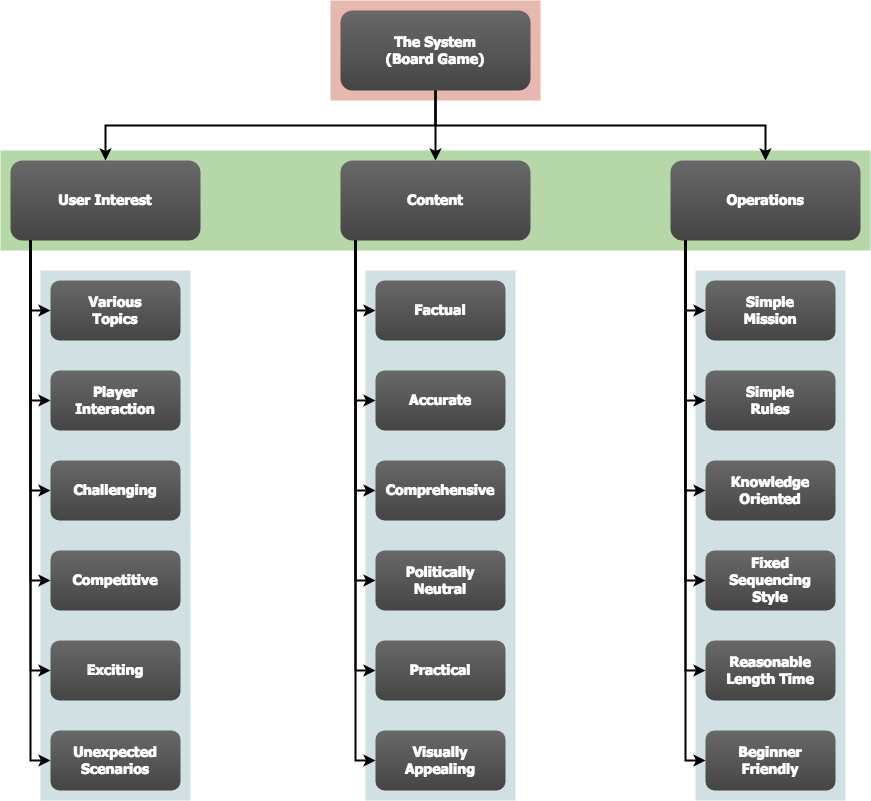 The System
(Board Game)
User Interest
Content
Operations
Various
Topics
Player
Interaction
Challenging
Competitive
Exciting
Unexpected
Scenarios
Factual
Accurate
Comprehensive
Politically
Neutral
Practical
Visually
Appealing
Simple
Mission
Simple
Rules
Knowledge
Oriented
Fixed
Sequencing
Style
Reasonable
Length Time
Beginner
Friendly